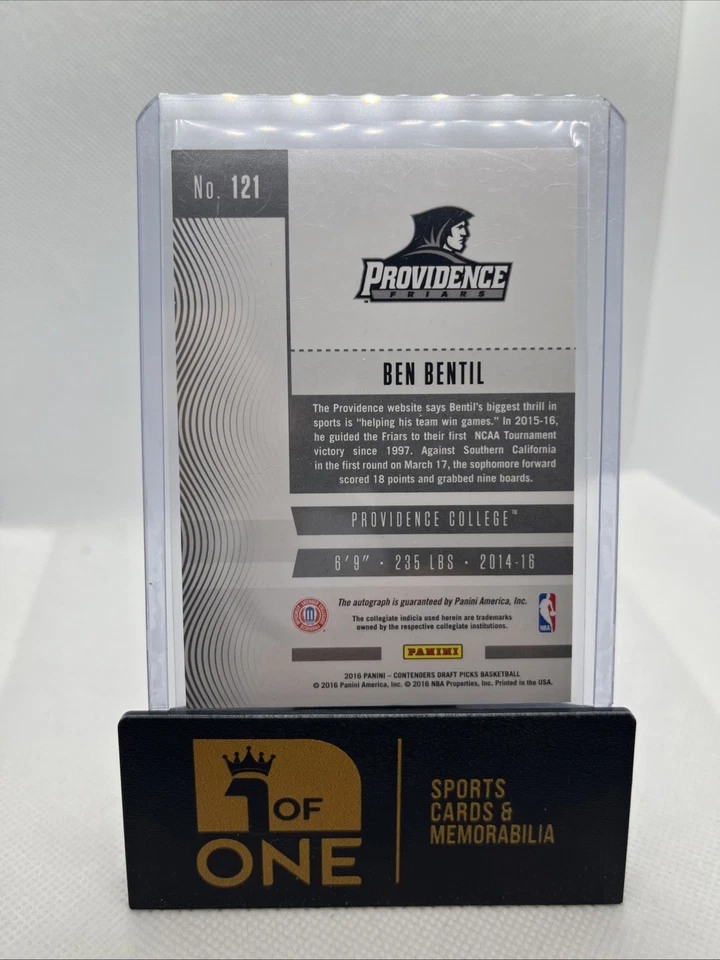 No. 121
PROVIDENCE
FRIARS
BEN BENTIL
The Providence website says Bentil's biggest thrill in
sports is "helping his team win games." In 2015-16,
he guided the Friars to their first NCAA Tournament
victory since 1997. Against Southern California
in the first round on March 17, the sophomore forward
scored 18 points and grabbed nine boards.
PROVIDENCE COLLEGE™
6'9" • 235 LBS • 2014-16
The autograph is guaranteed by Panini America, Inc.
The collegiate indicia used herein are trademarks
owned by the respective collegiate institutions.
NBA
PANINI
2016 PANINI – CONTENDERS DRAFT PICKS BASKETBALL
© 2016 Panini America, Inc. © 2016 NBA Properties, Inc. Printed in the USA.
1 OF
ONE
SPORTS
CARDS &
MEMORABILIA